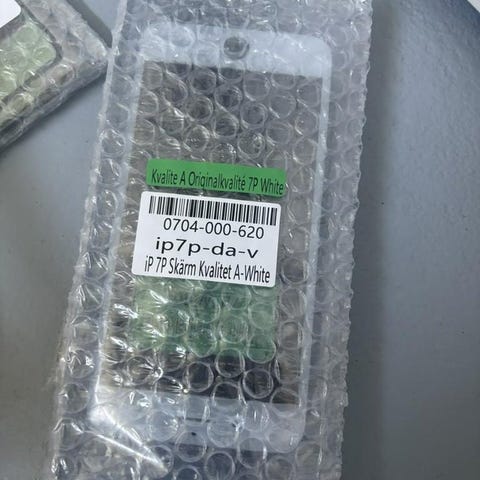 Kvalite A Originalkvalité 7P White
0704-000-620
ip7p-da-v
iP 7P Skärm Kvalitet A-White